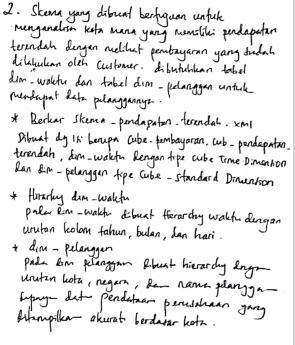 2. Skema yang dibuat bertujuan untuk
menganalisa kota mana yang memiliki pendapatan
terendah dengan melihat pembayaran yang sudah
dilakukan oleh Customer. dibutuhkan tabel
dim-waktu dan tabel dim-pelanggan untuk
mendapat data pelanggannya.
* Berkas Skema-pendapatan-terendah.xml
Dibuat dg isi berupa Cube-pembayaran, cub-pendapatan-
terendah, dim-waktu dengan tipe cube Time Dimension
dan dim-pelanggan tipe Cube-standard Dimension
* Hirarky dim-waktu
pada dim-waktu dibuat Hierarchy waktu dengan
urutan kolom tahun, bulan, dan hari.
* dim-pelanggan
pada dim pelanggan dibuat hierarchy dengan
urutan kota, negara, dan nama pelanggan
supaya dat pendataan perusahaan yang
ditampilkan akurat berdasar kota.